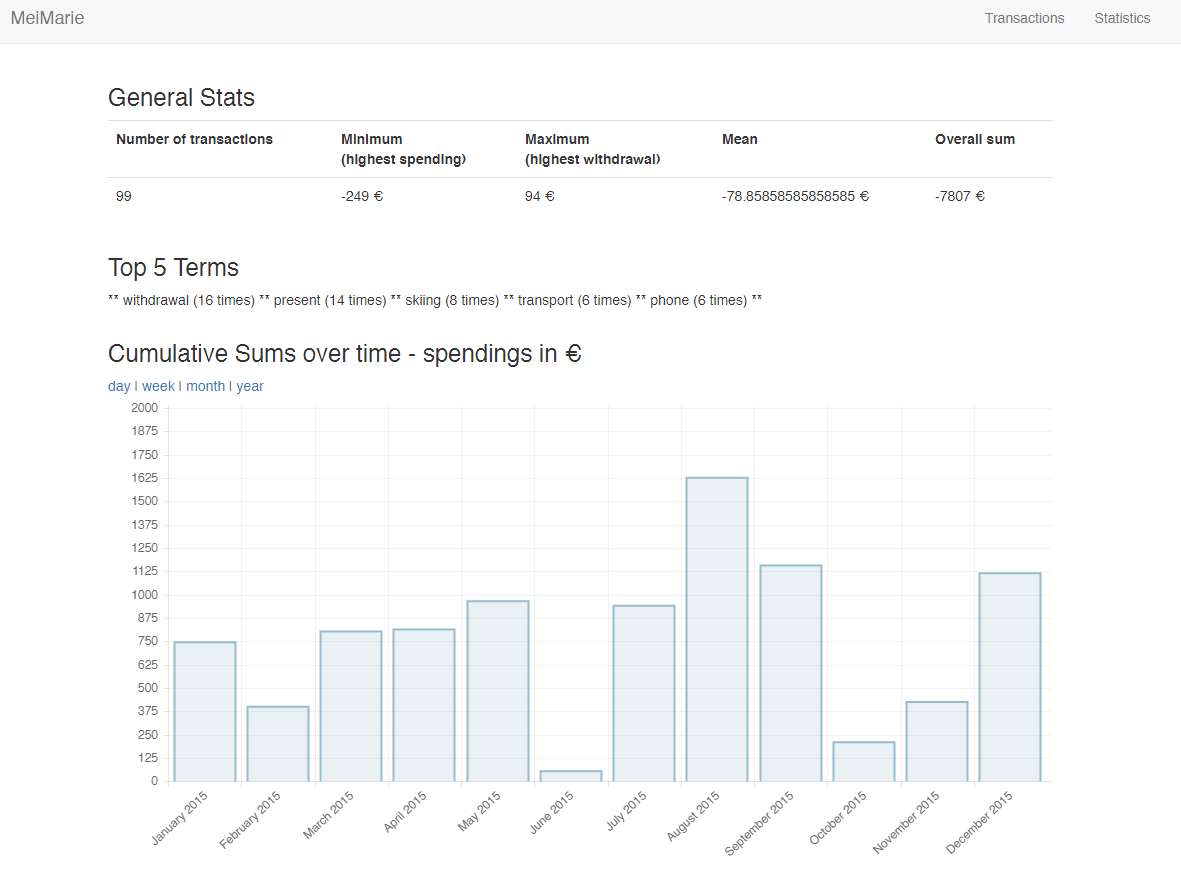 MeiMarie Transactions Statistics
General Stats
Number of transactions Minimum Maximum Mean Overall sum
(highest spending) (highest withdrawal)
99 -249 € 94 € -78.85858585858585 € -7807 €
Top 5 Terms
** withdrawal (16 times) ** present (14 times) ** skiing (8 times) ** transport (6 times) ** phone (6 times) **
Cumulative Sums over time - spendings in €
day | week | month | year
2000
1875
1750
1625
1500
1375
1250
1125
1000
875
750
625
500
375
250
125
0
January 2015 February 2015 March 2015 April 2015 May 2015 June 2015 July 2015 August 2015 September 2015 October 2015 November 2015 December 2015